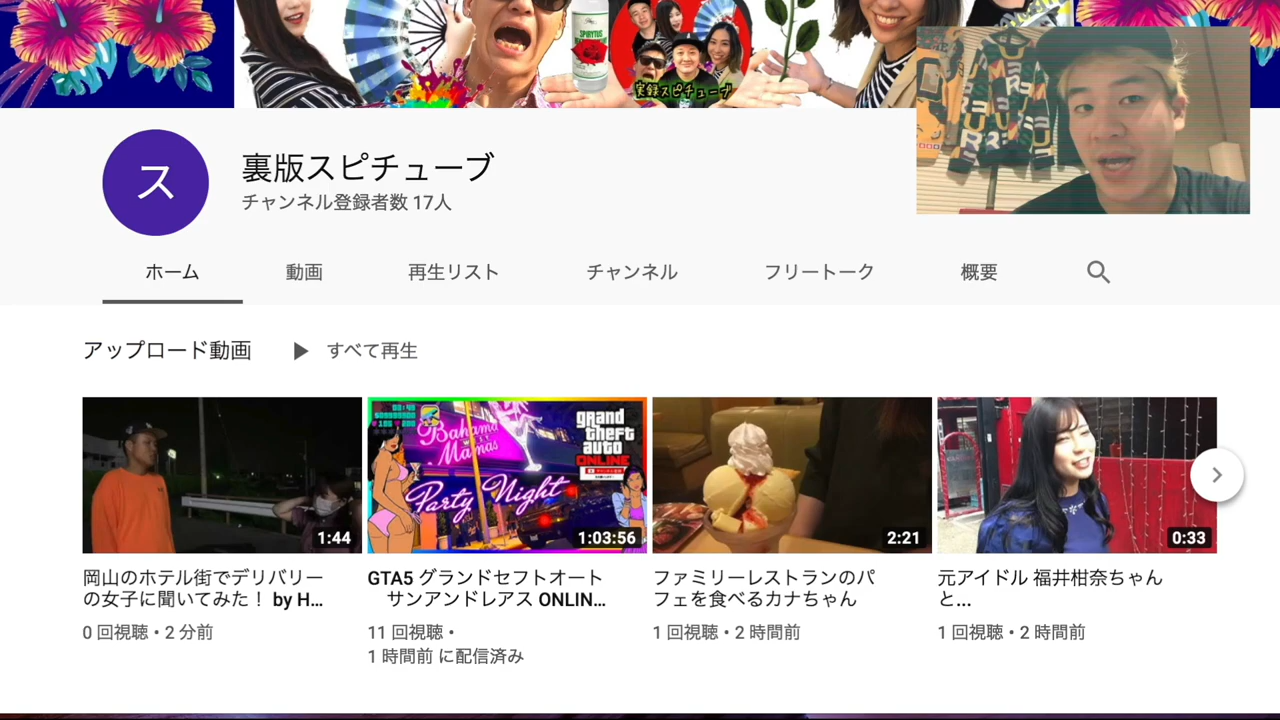 SPIRYTUS
実録スピチューブ
ス
裏版スピチューブ
チャンネル登録者数 17人
ホーム
動画
再生リスト
チャンネル
フリートーク
概要
アップロード動画
すべて再生
1:44
Bahama
Mamas
Party Night
grand
theft
auto
ONLINE
1:03:56
2:21
0:33
岡山のホテル街でデリバリー
の女子に聞いてみた！ by H...
0 回視聴・2 分前
GTA5 グランドセフトオート
サンアンドレアス ONLIN...
11 回視聴・
1 時間前 に配信済み
ファミリーレストランのパ
フェを食べるカナちゃん
1 回視聴・2 時間前
元アイドル 福井柑奈ちゃん
と...
1 回視聴・2 時間前